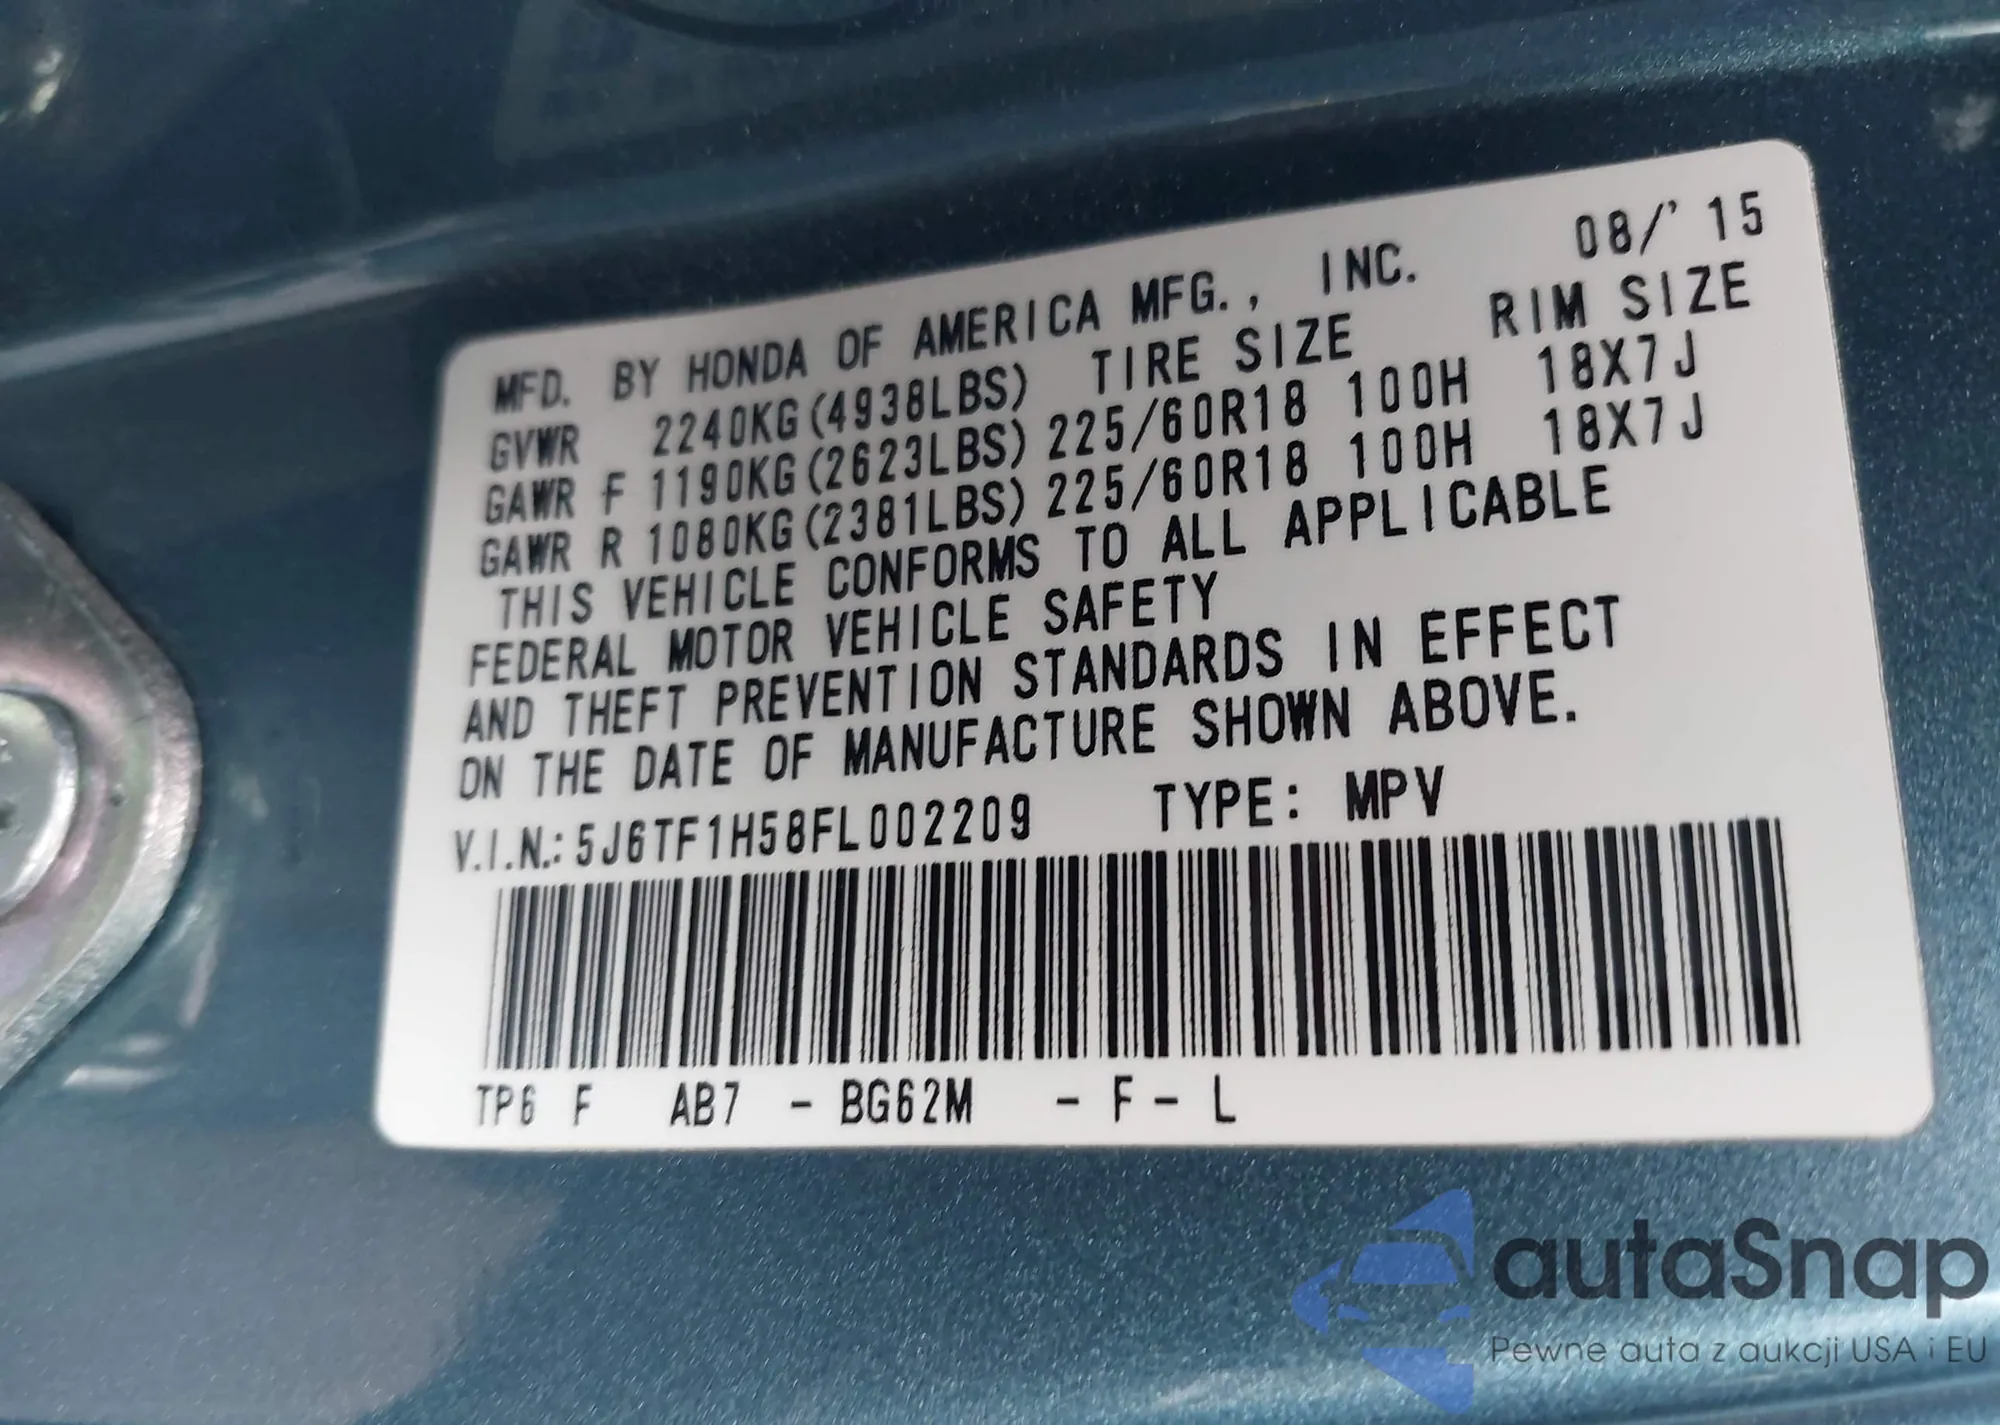 MFD. BY HONDA OF AMERICA MFG., INC. 08/'15
GVWR 2240KG(4938LBS) TIRE SIZE RIM SIZE
GAWR F 1190KG(2623LBS) 225/60R18 100H 18X7J
GAWR R 1080KG(2381LBS) 225/60R18 100H 18X7J
THIS VEHICLE CONFORMS TO ALL APPLICABLE
FEDERAL MOTOR VEHICLE SAFETY
AND THEFT PREVENTION STANDARDS IN EFFECT
ON THE DATE OF MANUFACTURE SHOWN ABOVE.
V.I.N.: 5J6TF1H58FL002209 TYPE: MPV
TP6 F AB7 - BG62M - F - L
autaSnap
Pewne auta z aukcji USA i EU